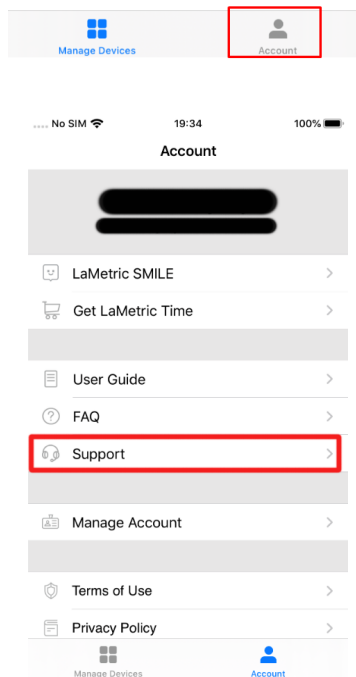 Manage Devices
Account
No SIM
19:34
100%
Account
LaMetric SMILE
Get LaMetric Time
User Guide
FAQ
Support
Manage Account
Terms of Use
Privacy Policy
Manage Devices
Account